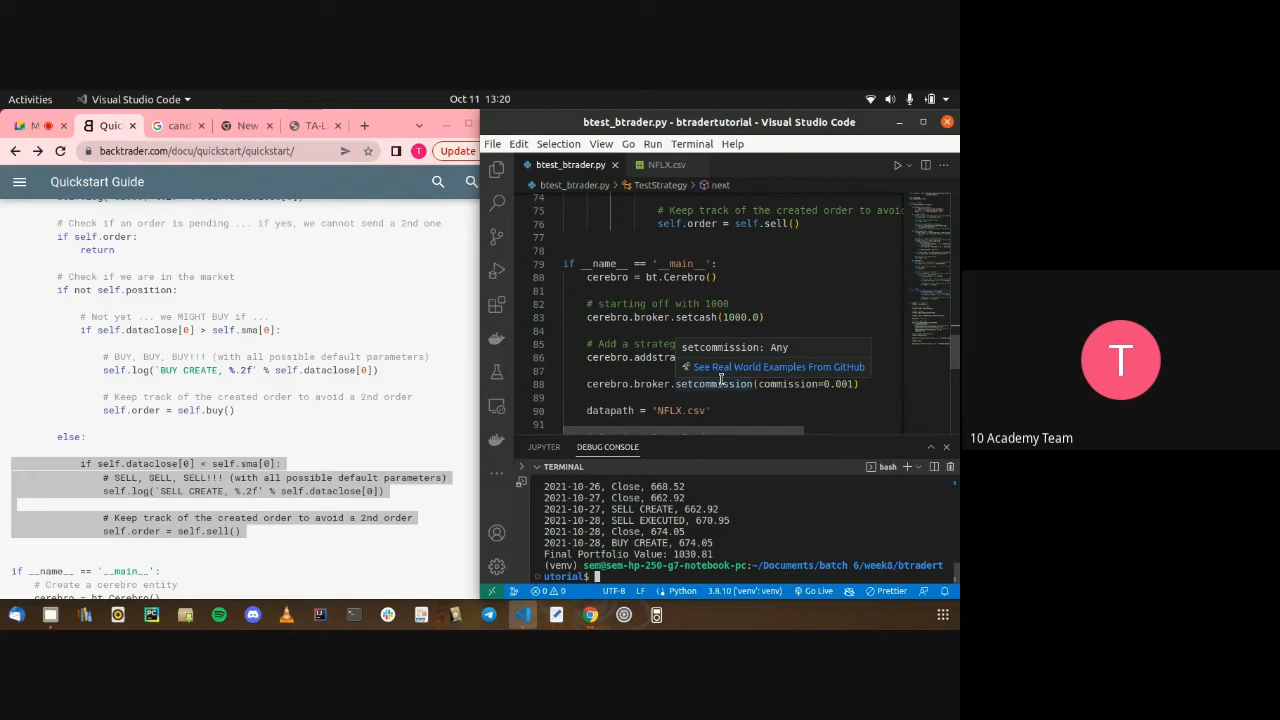 Activities
Visual Studio Code
Oct 11 13:20
M
Quic
cand
New
TA-L
backtrader.com/docu/quickstart/quickstart/
T
Update
Quickstart Guide
# Check if an order is pending ... if yes, we cannot send a 2nd one
if self.order:
return
# Check if we are in the market
if not self.position:
# Not yet ... we MIGHT BUY if ...
if self.dataclose[0] > self.sma[0]:
# BUY, BUY, BUY!!! (with all possible default parameters)
self.log('BUY CREATE, %.2f' % self.dataclose[0])
# Keep track of the created order to avoid a 2nd order
self.order = self.buy()
else:
if self.dataclose[0] < self.sma[0]:
# SELL, SELL, SELL!!! (with all possible default parameters)
self.log('SELL CREATE, %.2f' % self.dataclose[0])
# Keep track of the created order to avoid a 2nd order
self.order = self.sell()
if __name__ == '__main__':
# Create a cerebro entity
cerebro = bt.Cerebro()
btest_btrader.py - btradertutorial - Visual Studio Code
File Edit Selection View Go Run Terminal Help
btest_btrader.py
NFLX.csv
btest_btrader.py > TestStrategy > next
74
75 # Keep track of the created order to avoid
76 self.order = self.sell()
77
78
79 if __name__ == '__main__':
80 cerebro = bt.Cerebro()
81
82 # starting off with 1000
83 cerebro.broker.setcash(1000.0)
84
85 # Add a strateg
setcommission: Any
86 cerebro.addstra
See Real World Examples From GitHub
88 cerebro.broker.setcommission(commission=0.001)
89
90 datapath = 'NFLX.csv'
91
JUPYTER DEBUG CONSOLE
TERMINAL
bash
2021-10-26, Close, 668.52
2021-10-27, Close, 662.92
2021-10-27, SELL CREATE, 662.92
2021-10-28, SELL EXECUTED, 670.95
2021-10-28, Close, 674.05
2021-10-28, BUY CREATE, 674.05
Final Portfolio Value: 1030.81
(venv) sem@sem-hp-250-g7-notebook-pc:~/Documents/batch 6/week8/btradert
utorial$
0 0 UTF-8 LF Python 3.8.10 ('venv': venv) Go Live Prettier
T
10 Academy Team